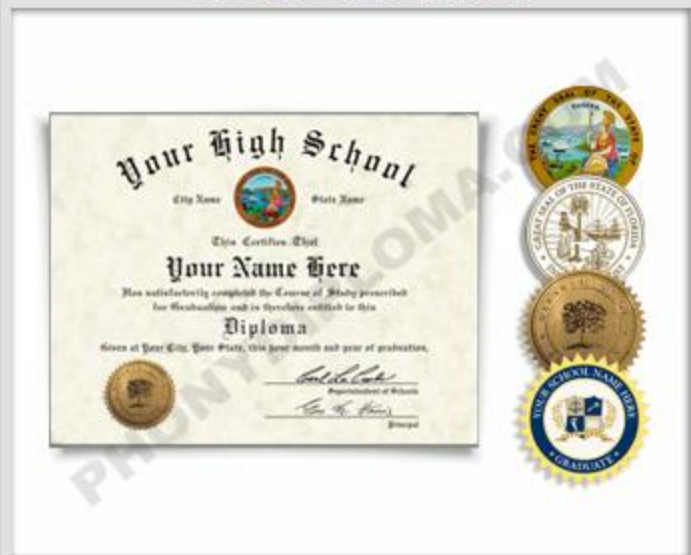 Your High School
City Name State Name
This Certifies That
Your Name Here
Has satisfactorily completed the Course of Study prescribed
for Graduation and is therefore entitled to this
Diploma
Given at Your City, Your State, this your month and year of graduation.
Superintendent of Schools
Principal
THE GREAT SEAL OF THE STATE OF
EUREKA
GREAT SEAL OF THE STATE OF FLORIDA
YOUR SCHOOL NAME HERE
GRADUATE
PHONYDIPLOMA.COM